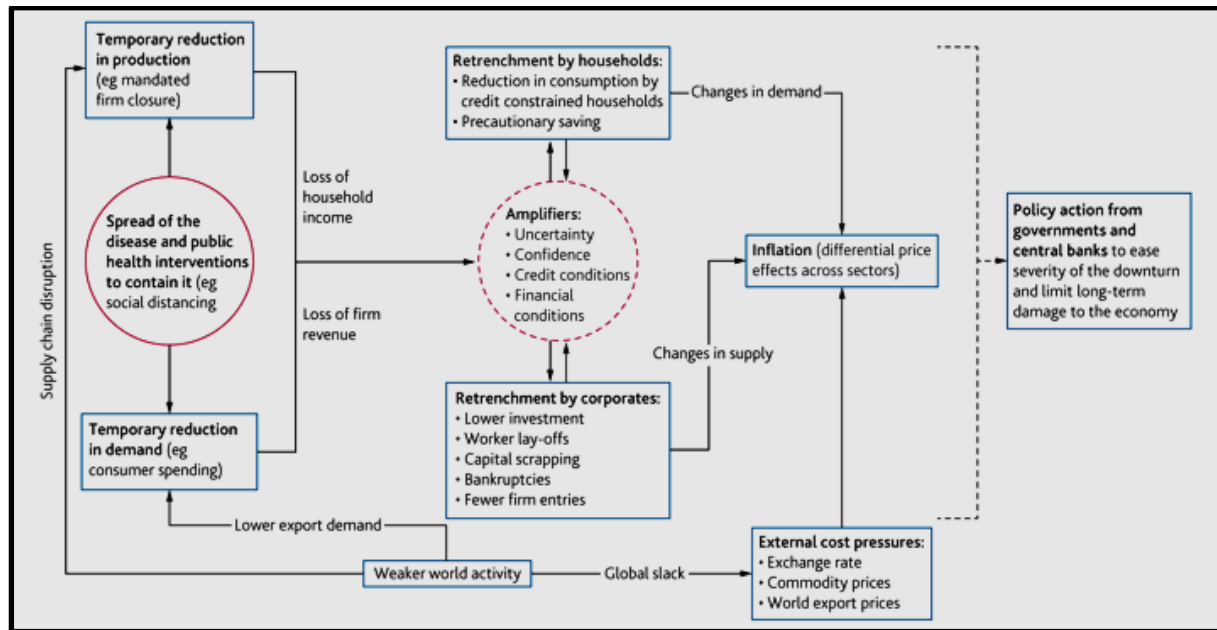 Temporary reduction
in production
(eg mandated
firm closure)
Spread of the
disease and public
health interventions
to contain it (eg
social distancing
Temporary reduction
in demand (eg
consumer spending)
Supply chain disruption
Loss of
household
income
Loss of firm
revenue
Retrenchment by households:
• Reduction in consumption by
credit constrained households
• Precautionary saving
Amplifiers:
• Uncertainty
• Confidence
• Credit conditions
• Financial
conditions
Retrenchment by corporates:
• Lower investment
• Worker lay-offs
• Capital scrapping
• Bankruptcies
• Fewer firm entries
Changes in demand
Changes in supply
Inflation (differential price
effects across sectors)
Lower export demand
Weaker world activity
Global slack
External cost pressures:
• Exchange rate
• Commodity prices
• World export prices
Policy action from
governments and
central banks to ease
severity of the downturn
and limit long-term
damage to the economy